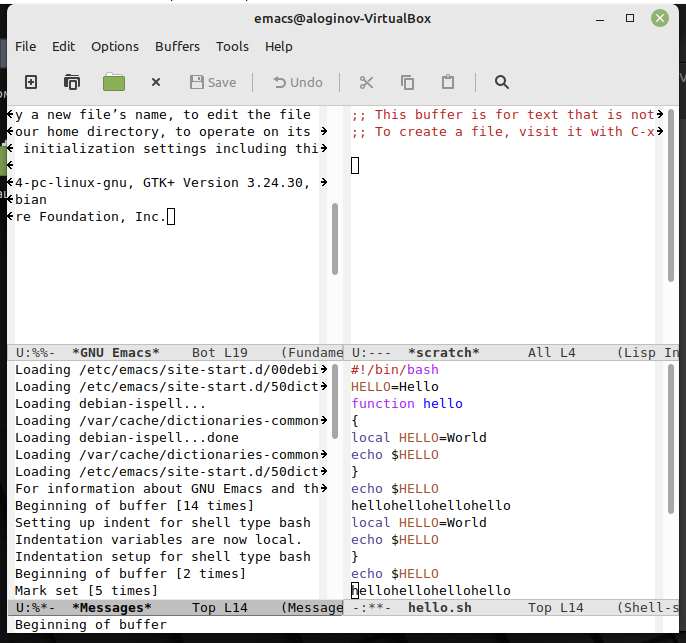 emacs@aloginov-VirtualBox
File Edit Options Buffers Tools Help
Save Undo
y a new file’s name, to edit the file
our home directory, to operate on its
initialization settings including thi
4-pc-linux-gnu, GTK+ Version 3.24.30,
bian
re Foundation, Inc.
U:%%- *GNU Emacs* Bot L19 (Fundame
;; This buffer is for text that is not
;; To create a file, visit it with C-x
U:--- *scratch* All L4 (Lisp In
Loading /etc/emacs/site-start.d/00debi
Loading /etc/emacs/site-start.d/50dict
Loading debian-ispell...
Loading /var/cache/dictionaries-common
Loading debian-ispell...done
Loading /var/cache/dictionaries-common
Loading /etc/emacs/site-start.d/50dict
For information about GNU Emacs and th
Beginning of buffer [14 times]
Setting up indent for shell type bash
Indentation variables are now local.
Indentation setup for shell type bash
Beginning of buffer [2 times]
Mark set [5 times]
U:%*- *Messages* Top L14 (Message
#!/bin/bash
HELLO=Hello
function hello
{
local HELLO=World
echo $HELLO
}
echo $HELLO
hellohellohellohello
local HELLO=World
echo $HELLO
}
echo $HELLO
hellohellohellohello
-:**- hello.sh Top L14 (Shell-s
Beginning of buffer